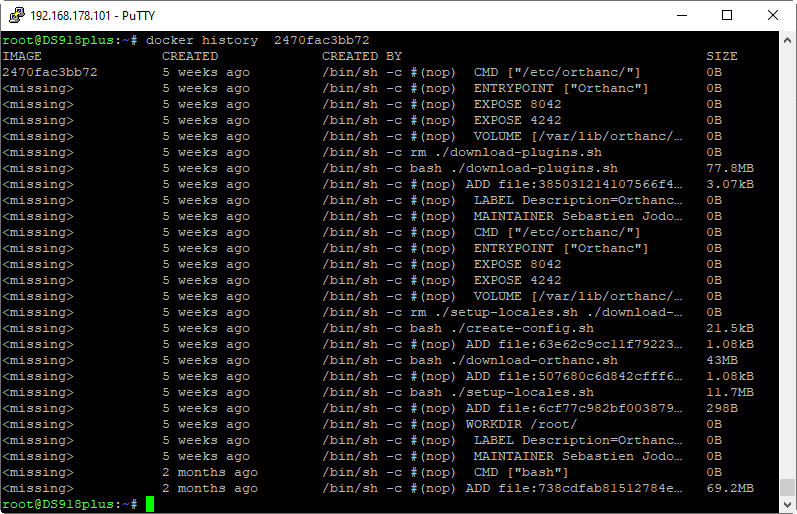 192.168.178.101 - PuTTY
root@DS918plus:~# docker history  2470fac3bb72
IMAGE               CREATED             CREATED BY                                      SIZE
2470fac3bb72        5 weeks ago         /bin/sh -c #(nop)  CMD ["/etc/orthanc/"]        0B
<missing>           5 weeks ago         /bin/sh -c #(nop)  ENTRYPOINT ["Orthanc"]       0B
<missing>           5 weeks ago         /bin/sh -c #(nop)  EXPOSE 8042                  0B
<missing>           5 weeks ago         /bin/sh -c #(nop)  EXPOSE 4242                  0B
<missing>           5 weeks ago         /bin/sh -c #(nop)  VOLUME [/var/lib/orthanc/…   0B
<missing>           5 weeks ago         /bin/sh -c rm ./download-plugins.sh             0B
<missing>           5 weeks ago         /bin/sh -c bash ./download-plugins.sh           77.8MB
<missing>           5 weeks ago         /bin/sh -c #(nop) ADD file:385031214107566f4…   3.07kB
<missing>           5 weeks ago         /bin/sh -c #(nop)  LABEL Description=Orthanc…   0B
<missing>           5 weeks ago         /bin/sh -c #(nop)  MAINTAINER Sebastien Jodo…   0B
<missing>           5 weeks ago         /bin/sh -c #(nop)  CMD ["/etc/orthanc/"]        0B
<missing>           5 weeks ago         /bin/sh -c #(nop)  ENTRYPOINT ["Orthanc"]       0B
<missing>           5 weeks ago         /bin/sh -c #(nop)  EXPOSE 8042                  0B
<missing>           5 weeks ago         /bin/sh -c #(nop)  EXPOSE 4242                  0B
<missing>           5 weeks ago         /bin/sh -c #(nop)  VOLUME [/var/lib/orthanc/…   0B
<missing>           5 weeks ago         /bin/sh -c rm ./setup-locales.sh ./download-…   0B
<missing>           5 weeks ago         /bin/sh -c bash ./create-config.sh              21.5kB
<missing>           5 weeks ago         /bin/sh -c #(nop) ADD file:63e62c9cc11f79223…   1.08kB
<missing>           5 weeks ago         /bin/sh -c bash ./download-orthanc.sh           43MB
<missing>           5 weeks ago         /bin/sh -c #(nop) ADD file:507680c6d842cfff6…   1.08kB
<missing>           5 weeks ago         /bin/sh -c bash ./setup-locales.sh              11.7MB
<missing>           5 weeks ago         /bin/sh -c #(nop) ADD file:6cf77c982bf003879…   298B
<missing>           5 weeks ago         /bin/sh -c #(nop) WORKDIR /root/                0B
<missing>           5 weeks ago         /bin/sh -c #(nop)  LABEL Description=Orthanc…   0B
<missing>           5 weeks ago         /bin/sh -c #(nop)  MAINTAINER Sebastien Jodo…   0B
<missing>           2 months ago        /bin/sh -c #(nop)  CMD ["bash"]                 0B
<missing>           2 months ago        /bin/sh -c #(nop) ADD file:738cdfab81512784e…   69.2MB
root@DS918plus:~#